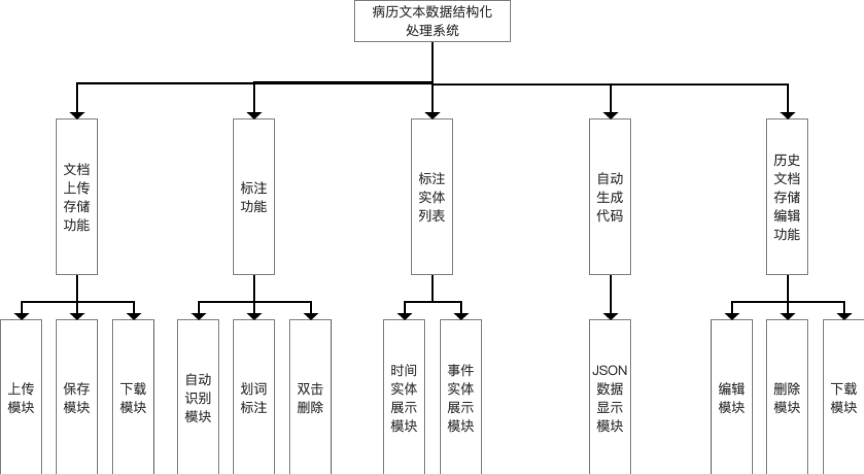 病历文本数据结构化
处理系统
文档
上传
存储
功能
标注
功能
标注
实体
列表
自动
生成
代码
历史
文档
存储
编辑
功能
上传
模块
保存
模块
下载
模块
自动
识别
模块
划词
标注
双击
删除
时间
实体
展示
模块
事件
实体
展示
模块
JSON
数据
显示
模块
编辑
模块
删除
模块
下载
模块